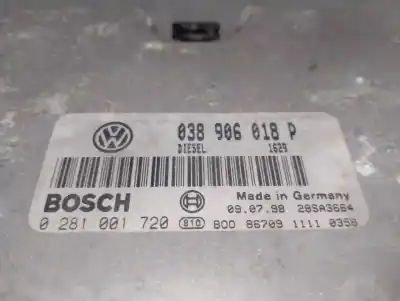 038 906 018 P
DIESEL 1629
BOSCH
Made in Germany
09.07.98 28SA3664
0 281 001 720 810 800 86709 1111 0358